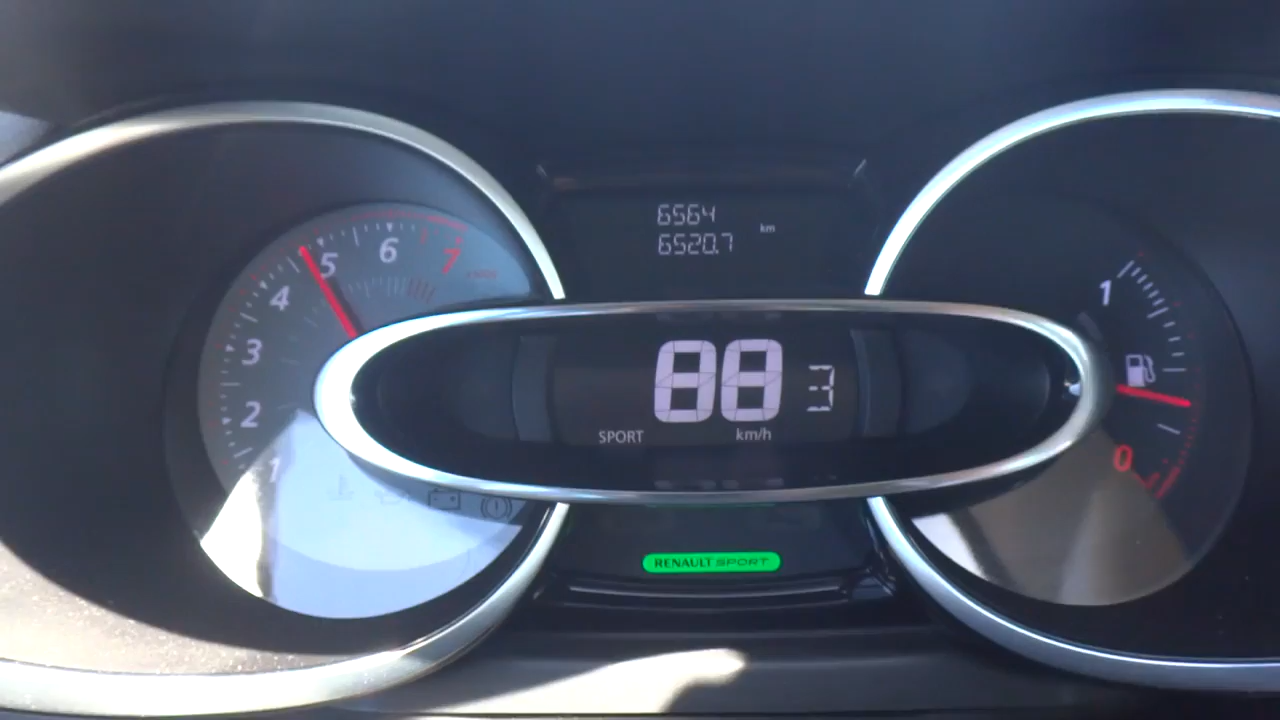 6564
6520.7 km
1 2 3 4 5 6 7
88 3
SPORT km/h
1
0
RENAULT SPORT